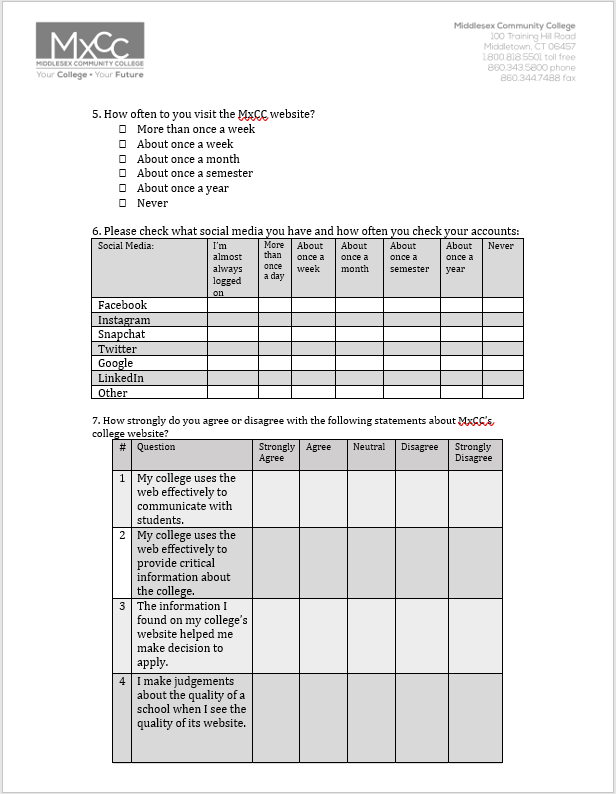 MxCC
MIDDLESEX COMMUNITY COLLEGE
Your College • Your Future
Middlesex Community College
100 Training Hill Road
Middletown, CT 06457
1.800.818.5501 toll free
860.343.5800 phone
860.344.7488 fax
5. How often to you visit the MxCC website?
☐ More than once a week
☐ About once a week
☐ About once a month
☐ About once a semester
☐ About once a year
☐ Never
6. Please check what social media you have and how often you check your accounts:
Social Media:
I'm
almost
always
logged
on
More
than
once
a day
About
once a
week
About
once a
month
About
once a
semester
About
once a
year
Never
Facebook
Instagram
Snapchat
Twitter
Google
LinkedIn
Other
7. How strongly do you agree or disagree with the following statements about MxCC's
college website?
# Question
Strongly
Agree
Agree
Neutral
Disagree
Strongly
Disagree
1 My college uses the
web effectively to
communicate with
students.
2 My college uses the
web effectively to
provide critical
information about
the college.
3 The information I
found on my college's
website helped me
make decision to
apply.
4 I make judgements
about the quality of a
school when I see the
quality of its website.